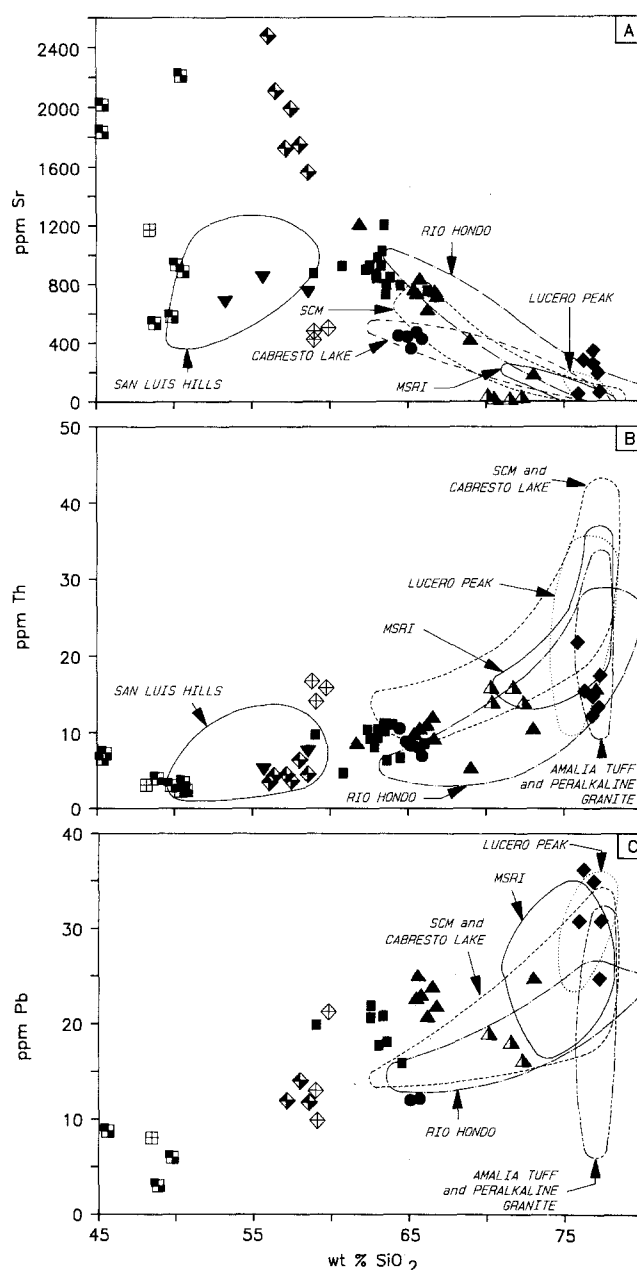 A
2400
2000
1600
1200
800
400
0
ppm Sr
RIO HONDO
LUCERO PEAK
SCM
CABRESTO LAKE
MSRI
SAN LUIS HILLS
B
50
40
30
20
10
0
ppm Th
SCM and
CABRESTO LAKE
LUCERO PEAK
MSRI
SAN LUIS HILLS
RIO HONDO
AMALIA TUFF
and PERALKALINE
GRANITE
C
40
30
20
10
0
ppm Pb
LUCERO PEAK
MSRI
SCM and
CABRESTO LAKE
RIO HONDO
AMALIA TUFF
and PERALKALINE
GRANITE
45
55
65
75
wt % SiO2